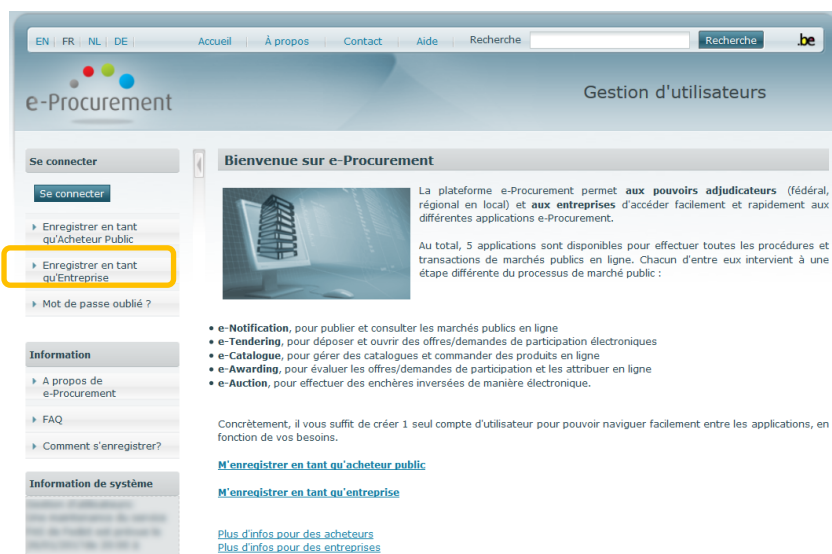 EN FR NL DE Accueil À propos Contact Aide Recherche Recherche .be
e-Procurement
Gestion d'utilisateurs
Se connecter
Se connecter
Enregistrer en tant
qu'Acheteur Public
Enregistrer en tant
qu'Entreprise
Mot de passe oublié ?
Information
A propos de
e-Procurement
FAQ
Comment s'enregistrer?
Information de système
Bienvenue sur e-Procurement
La plateforme e-Procurement permet aux pouvoirs adjudicateurs (fédéral,
régional en local) et aux entreprises d'accéder facilement et rapidement aux
différentes applications e-Procurement.
Au total, 5 applications sont disponibles pour effectuer toutes les procédures et
transactions de marchés publics en ligne. Chacun d'entre eux intervient à une
étape différente du processus de marché public :
• e-Notification, pour publier et consulter les marchés publics en ligne
• e-Tendering, pour déposer et ouvrir des offres/demandes de participation électroniques
• e-Catalogue, pour gérer des catalogues et commander des produits en ligne
• e-Awarding, pour évaluer les offres/demandes de participation et les attribuer en ligne
• e-Auction, pour effectuer des enchères inversées de manière électronique.
Concrètement, il vous suffit de créer 1 seul compte d'utilisateur pour pouvoir naviguer facilement entre les applications, en
fonction de vos besoins.
M'enregistrer en tant qu'acheteur public
M'enregistrer en tant qu'entreprise
Plus d'infos pour des acheteurs
Plus d'infos pour des entreprises